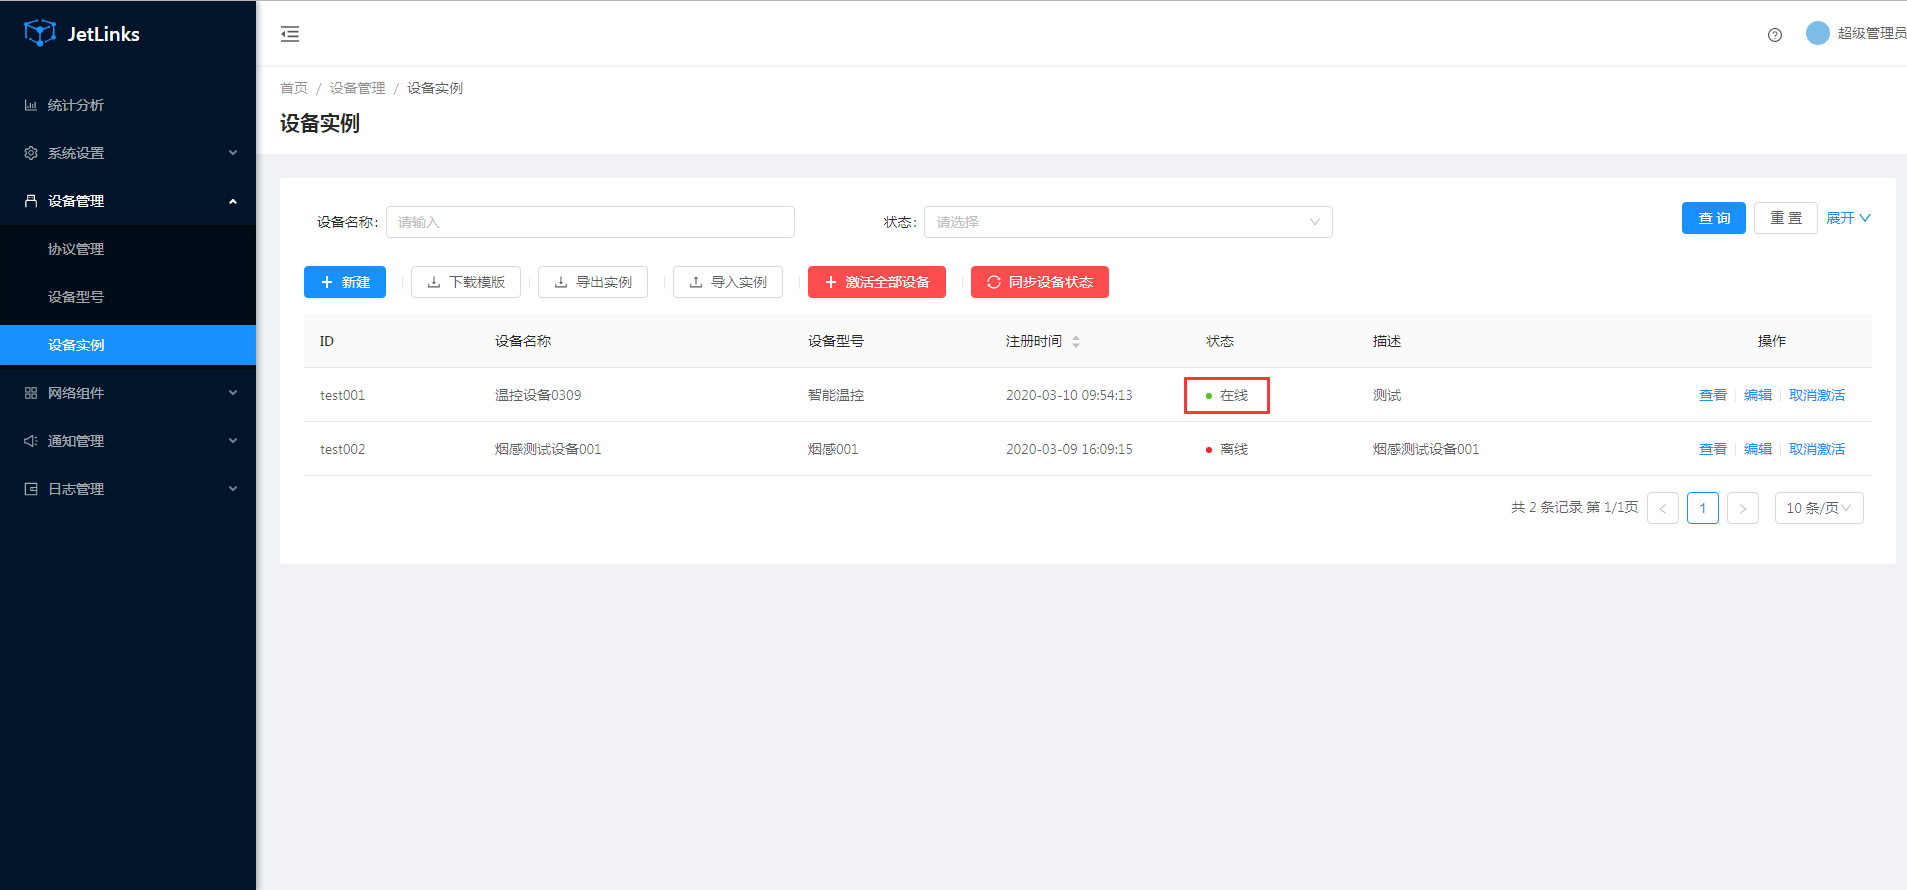 JetLinks
超级管理员
统计分析
系统设置
设备管理
协议管理
设备型号
设备实例
网络组件
通知管理
日志管理
首页 / 设备管理 / 设备实例
设备实例
设备名称: 请输入 状态: 请选择 查 询 重 置 展开
新建 下载模版 导出实例 导入实例 激活全部设备 同步设备状态
ID 设备名称 设备型号 注册时间 状态 描述 操作
test001 温控设备0309 智能温控 2020-03-10 09:54:13 在线 测试 查看 编辑 取消激活
test002 烟感测试设备001 烟感001 2020-03-09 16:09:15 离线 烟感测试设备001 查看 编辑 取消激活
共 2 条记录 第 1/1页 < 1 > 10 条/页